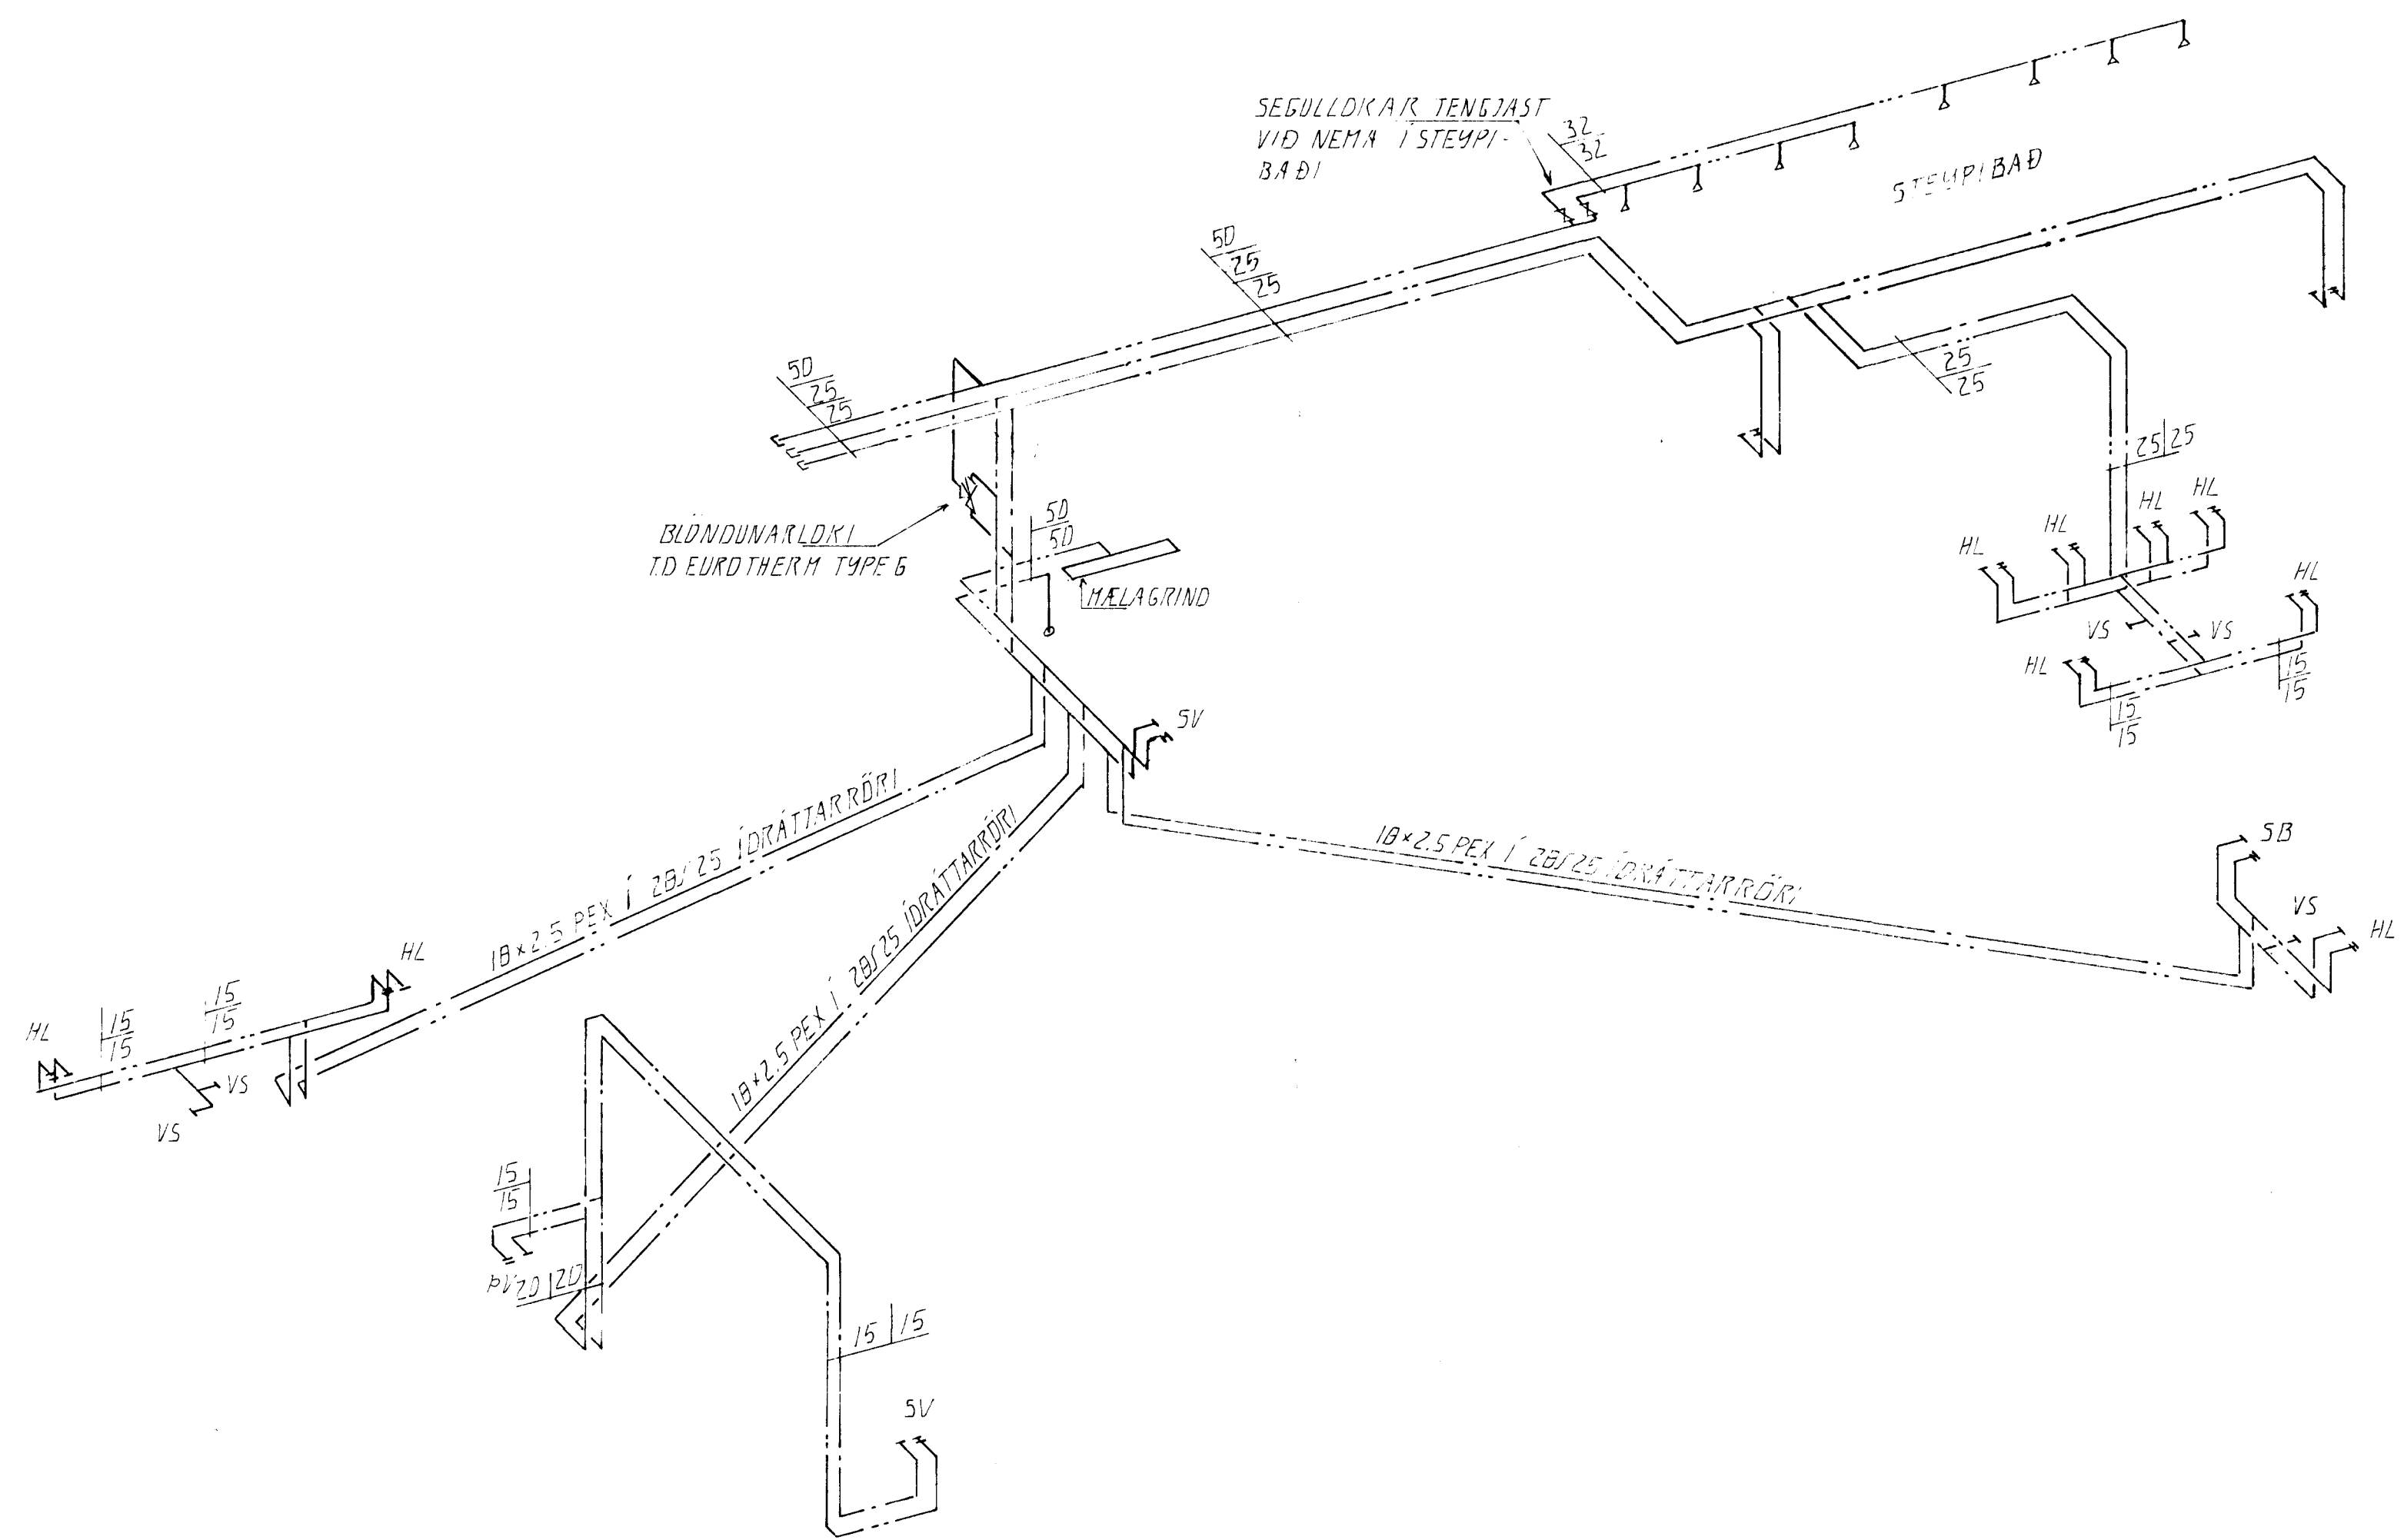 SEGULLOKAR TENGJAST
VIÐ NEMA Í STEYPI-
BAÐI
32
32
STEYPIBAÐ
50
25
25
50
25
25
25
25
25 25
BLÖNDUNARLOKI
T.D EUROTHERM TYPE 6
50
50
MÆLAGRIND
HL
HL
HL
HL
HL
VS
VS
HL
15
15
15
15
SV
18×2.5 PEX Í 28/25 ÍDRÁTTARRÖRI
18×2.5 PEX Í 28/25 ÍDRÁTTARRÖRI
18×2.5 PEX Í 28/25 ÍDRÁTTARRÖRI
SB
VS
HL
HL
15
15
15
15
HL
VS
VS
15
15
ÞV
20 20
15 15
SV